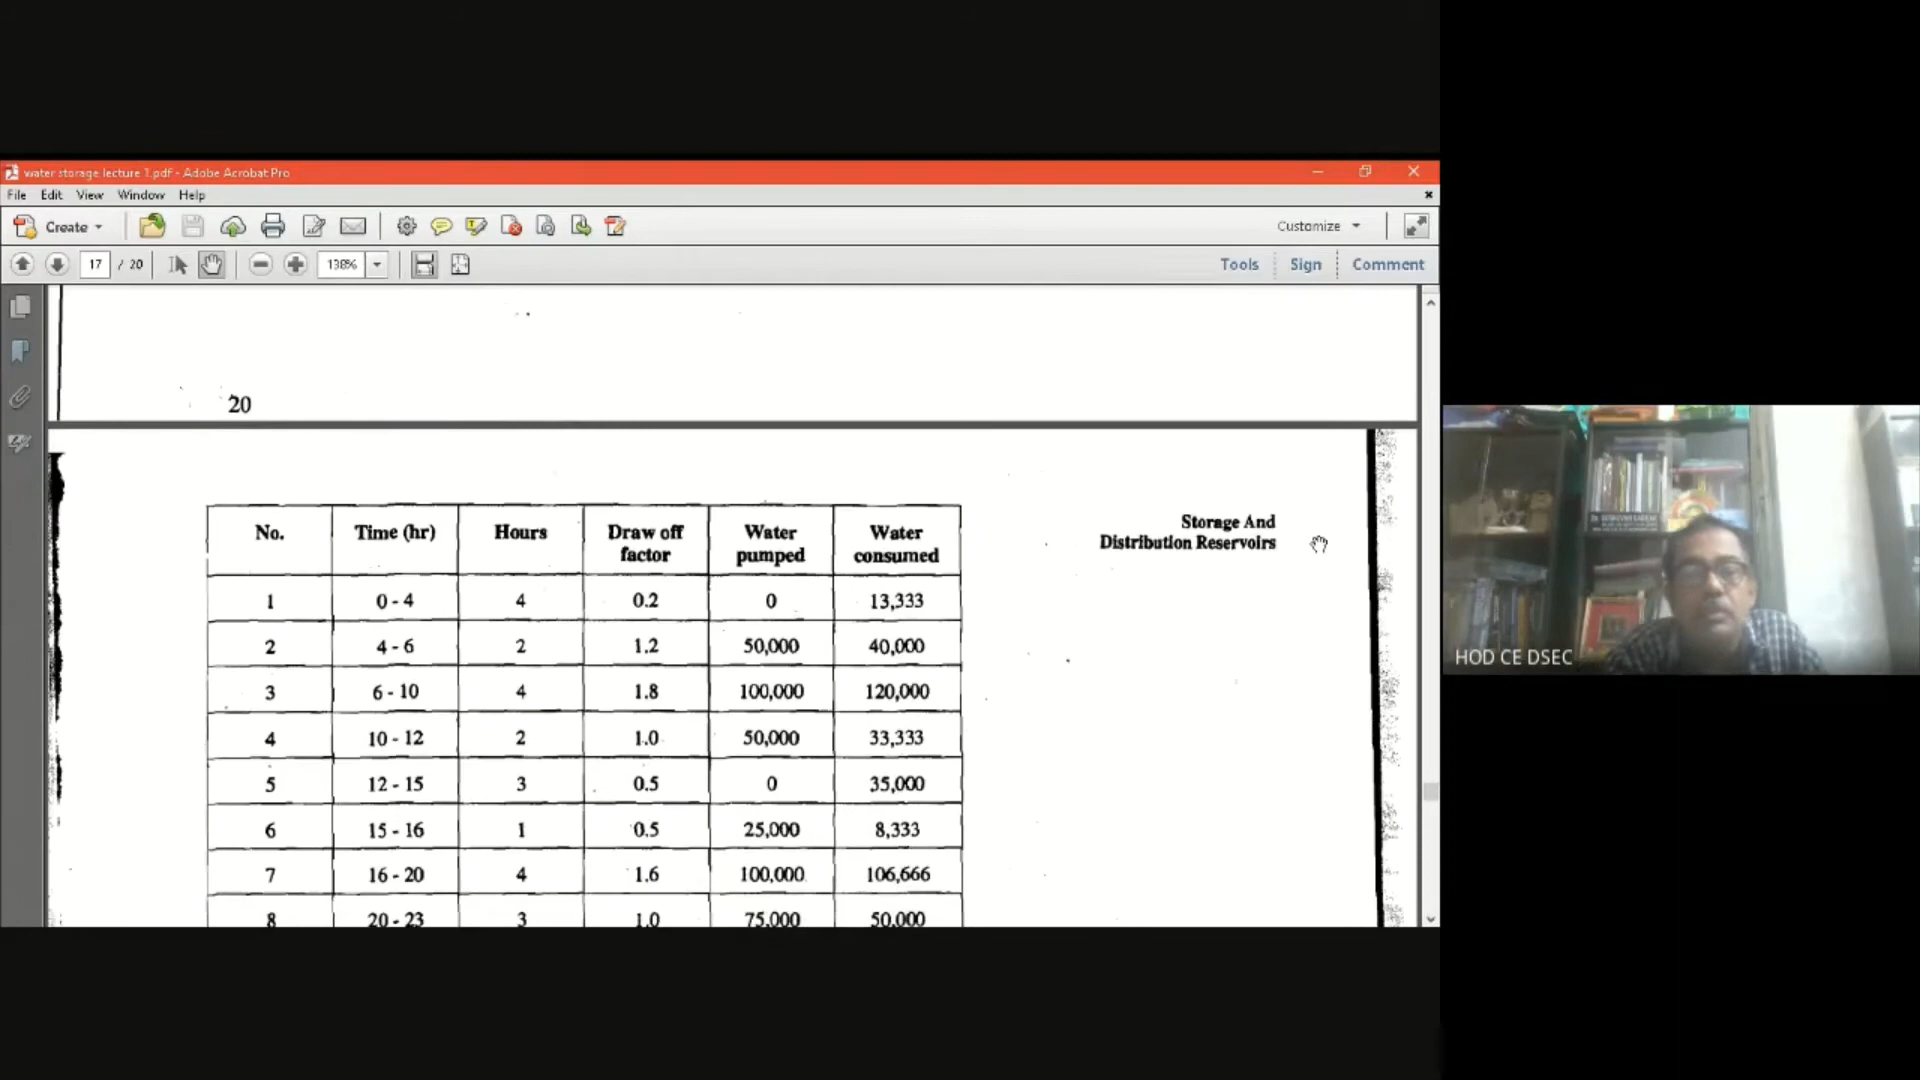 water storage lecture 1.pdf - Adobe Acrobat Pro
File Edit View Window Help
Create Customize
17 / 20 138% Tools Sign Comment
20
Storage And
Distribution Reservoirs
No. Time (hr) Hours Draw off factor Water pumped Water consumed
1 0 - 4 4 0.2 0 13,333
2 4 - 6 2 1.2 50,000 40,000
3 6 - 10 4 1.8 100,000 120,000
4 10 - 12 2 1.0 50,000 33,333
5 12 - 15 3 0.5 0 35,000
6 15 - 16 1 0.5 25,000 8,333
7 16 - 20 4 1.6 100,000 106,666
8 20 - 23 3 1.0 75,000 50,000
HOD CE DSEC